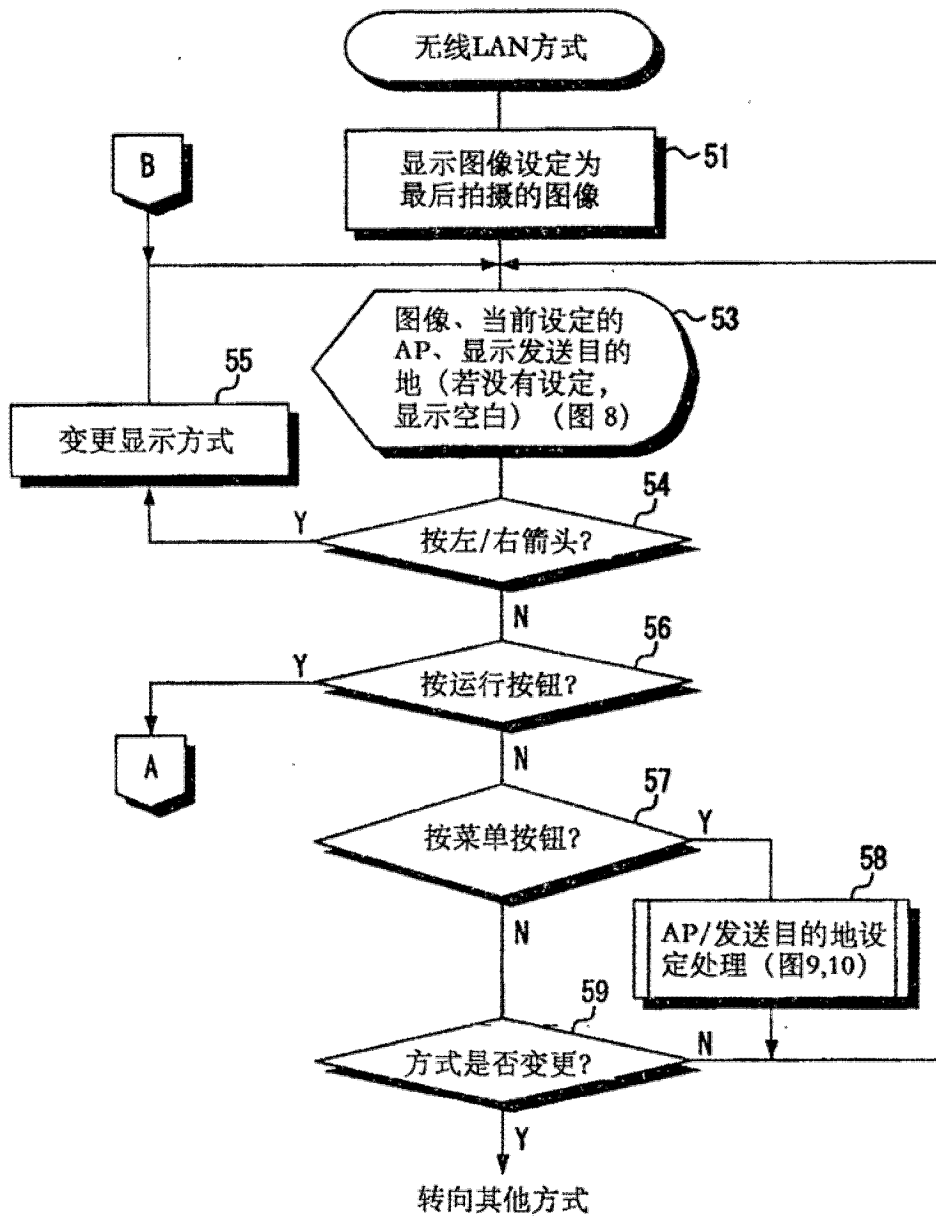 无线LAN方式
B
显示图像设定为
最后拍摄的图像
51
图像、当前设定的
AP、显示发送目的
地（若没有设定，
显示空白）（图 8）
53
55
变更显示方式
54
Y
按左/右箭头？
N
56
Y
按运行按钮？
A
N
57
按菜单按钮？
Y
58
N
AP/发送目的地设
定处理（图9,10）
59
方式是否变更？
N
Y
转向其他方式